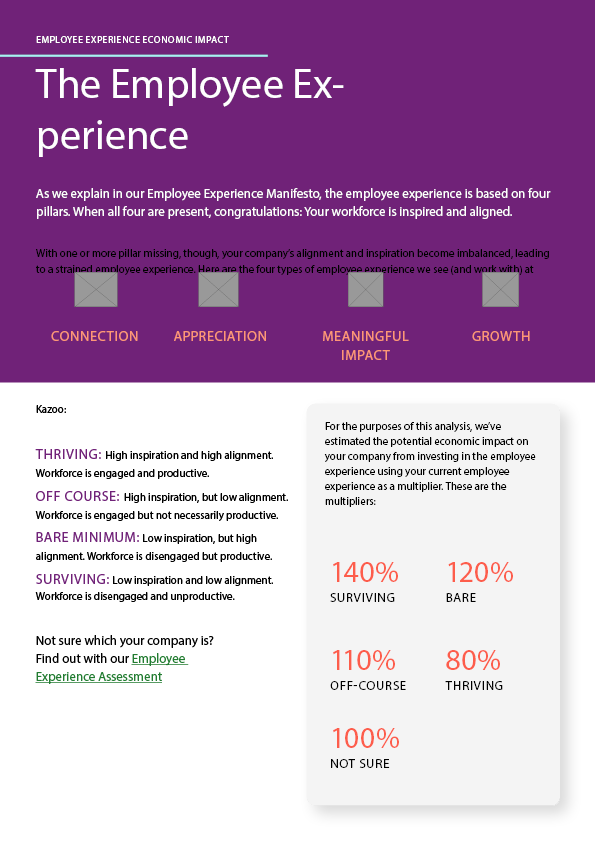 EMPLOYEE EXPERIENCE ECONOMIC IMPACT
The Employee Ex-
perience
As we explain in our Employee Experience Manifesto, the employee experience is based on four
pillars. When all four are present, congratulations: Your workforce is inspired and aligned.
With one or more pillar missing, though, your company's alignment and inspiration become imbalanced, leading
to a strained employee experience. Here are the four types of employee experience we see (and work with) at
CONNECTION
APPRECIATION
MEANINGFUL
IMPACT
GROWTH
Kazoo:
THRIVING: High inspiration and high alignment.
Workforce is engaged and productive.
OFF COURSE: High inspiration, but low alignment.
Workforce is engaged but not necessarily productive.
BARE MINIMUM: Low inspiration, but high
alignment. Workforce is disengaged but productive.
SURVIVING: Low inspiration and low alignment.
Workforce is disengaged and unproductive.
Not sure which your company is?
Find out with our Employee
Experience Assessment
For the purposes of this analysis, we've
estimated the potential economic impact on
your company from investing in the employee
experience using your current employee
experience as a multiplier. These are the
multipliers:
140%
SURVIVING
120%
BARE
110%
OFF-COURSE
80%
THRIVING
100%
NOT SURE